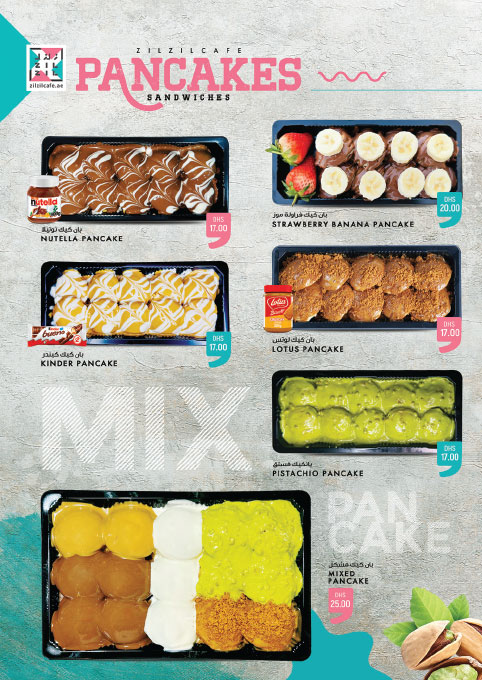 ZILZILCAFE
PANCAKES
SANDWICHES
ZIL
ZIL
zilzilcafe.ae
nutella
DHS
17.00
بان كيك نوتيلا
NUTELLA PANCAKE
DHS
20.00
بان كيك فراولة موز
STRAWBERRY BANANA PANCAKE
bueno
DHS
17.00
بان كيك كيندر
KINDER PANCAKE
Lotus
DHS
17.00
بان كيك لوتس
LOTUS PANCAKE
DHS
17.00
بانكيك فستق
PISTACHIO PANCAKE
MIX
PAN
CAKE
بان كيك مشكل
MIXED
PANCAKE
DHS
25.00